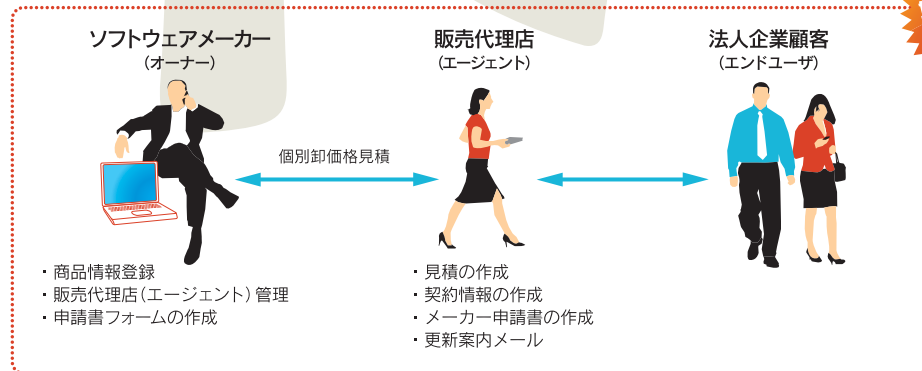 ソフトウェアメーカー
（オーナー）
販売代理店
（エージェント）
法人企業顧客
（エンドユーザ）
個別卸価格見積
・商品情報登録
・販売代理店（エージェント）管理
・申請書フォームの作成
・見積の作成
・契約情報の作成
・メーカー申請書の作成
・更新案内メール